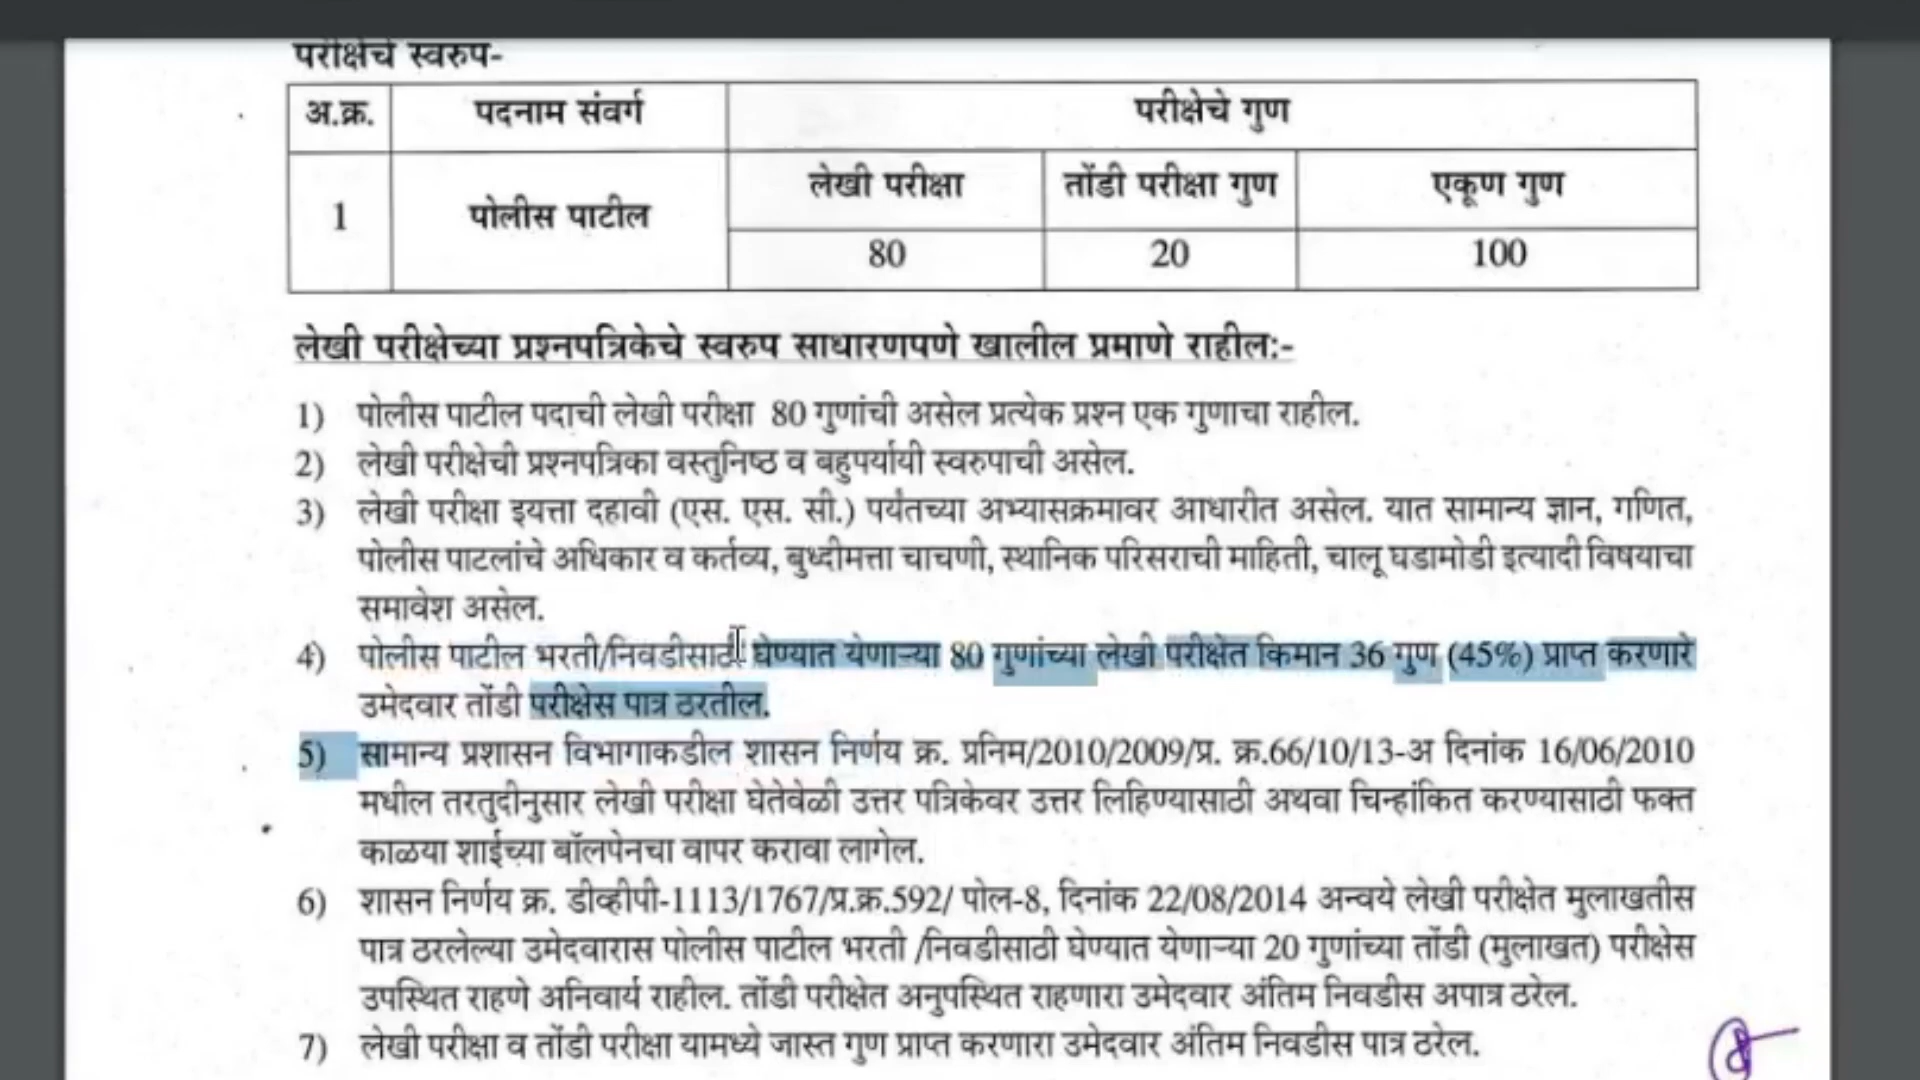 परीक्षेचे स्वरुप-
अ.क्र. पदनाम संवर्ग परीक्षेचे गुण
लेखी परीक्षा तोंडी परीक्षा गुण एकूण गुण
1 पोलीस पाटील
80 20 100
लेखी परीक्षेच्या प्रश्नपत्रिकेचे स्वरुप साधारणपणे खालील प्रमाणे राहील:-
1) पोलीस पाटील पदाची लेखी परीक्षा 80 गुणांची असेल प्रत्येक प्रश्न एक गुणाचा राहील.
2) लेखी परीक्षेची प्रश्नपत्रिका वस्तुनिष्ठ व बहुपर्यायी स्वरुपाची असेल.
3) लेखी परीक्षा इयत्ता दहावी (एस. एस. सी.) पर्यंतच्या अभ्यासक्रमावर आधारीत असेल. यात सामान्य ज्ञान, गणित,
पोलीस पाटलांचे अधिकार व कर्तव्य, बुध्दीमत्ता चाचणी, स्थानिक परिसराची माहिती, चालू घडामोडी इत्यादी विषयाचा
समावेश असेल.
4) पोलीस पाटील भरती/निवडीसाठी घेण्यात येणाऱ्या 80 गुणांच्या लेखी परीक्षेत किमान 36 गुण (45%) प्राप्त करणारे
उमेदवार तोंडी परीक्षेस पात्र ठरतील.
5) सामान्य प्रशासन विभागाकडील शासन निर्णय क्र. प्रनिम/2010/2009/प्र. क्र.66/10/13-अ दिनांक 16/06/2010
मधील तरतुदीनुसार लेखी परीक्षा घेतेवेळी उत्तर पत्रिकेवर उत्तर लिहिण्यासाठी अथवा चिन्हांकित करण्यासाठी फक्त
काळया शाईच्या बॉलपेनचा वापर करावा लागेल.
6) शासन निर्णय क्र. डीव्हीपी-1113/1767/प्र.क्र.592/ पोल-8, दिनांक 22/08/2014 अन्वये लेखी परीक्षेत मुलाखतीस
पात्र ठरलेल्या उमेदवारास पोलीस पाटील भरती /निवडीसाठी घेण्यात येणाऱ्या 20 गुणांच्या तोंडी (मुलाखत) परीक्षेस
उपस्थित राहणे अनिवार्य राहील. तोंडी परीक्षेत अनुपस्थित राहणारा उमेदवार अंतिम निवडीस अपात्र ठरेल.
7) लेखी परीक्षा व तोंडी परीक्षा यामध्ये जास्त गुण प्राप्त करणारा उमेदवार अंतिम निवडीस पात्र ठरेल.